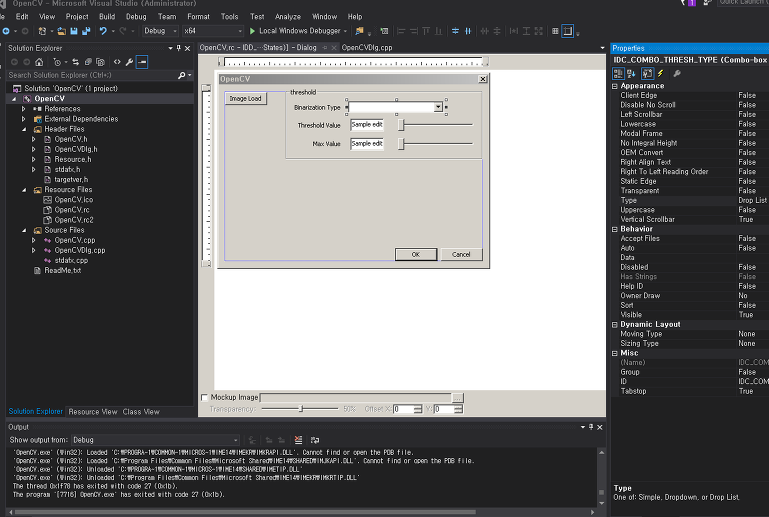 OpenCV - Microsoft Visual Studio (Administrator)
Quick Launch (
File Edit View Project Build Debug Team Format Tools Test Analyze Window Help
Debug x64 Local Windows Debugger
Solution Explorer
Search Solution Explorer (Ctrl+;)
Solution 'OpenCV' (1 project)
OpenCV
References
External Dependencies
Header Files
OpenCV.h
OpenCVDlg.h
Resource.h
stdafx.h
targetver.h
Resource Files
OpenCV.ico
OpenCV.rc
OpenCV.rc2
Source Files
OpenCV.cpp
OpenCVDlg.cpp
stdafx.cpp
ReadMe.txt
Solution Explorer Resource View Class View
OpenCV.rc - IDD_...States)] - Dialog OpenCVDlg.cpp
OpenCV
Image Load
threshold
Binarization Type
Threshold Value Sample edit
Max Value Sample edit
OK Cancel
Mockup Image ...
Transparency: 50% Offset X: 0 Y: 0
Properties
IDC_COMBO_THRESH_TYPE (Combo-box
Appearance
Client Edge False
Disable No Scroll False
Left Scrollbar False
Lowercase False
Modal Frame False
No Integral Height False
OEM Convert False
Right Align Text False
Right To Left Reading Order False
Static Edge False
Transparent False
Type Drop List
Uppercase False
Vertical Scrollbar True
Behavior
Accept Files False
Auto False
Data
Disabled False
Has Strings False
Help ID False
Owner Draw No
Sort False
Visible True
Dynamic Layout
Moving Type None
Sizing Type None
Misc
(Name) IDC_COM
Group False
ID IDC_COM
Tabstop True
Type
One of: Simple, Dropdown, or Drop List.
Output
Show output from: Debug
'OpenCV.exe' (Win32): Loaded 'C:₩PROGRA~1₩COMMON~1₩MICROS~1₩IME14₩IMEKR₩IMKRAPI.DLL'. Cannot find or open the PDB file.
'OpenCV.exe' (Win32): Loaded 'C:₩Program Files₩Common Files₩Microsoft Shared₩IME14₩SHARED₩IMJKAPI.DLL'. Cannot find or open the PDB file.
'OpenCV.exe' (Win32): Unloaded 'C:₩PROGRA~1₩COMMON~1₩MICROS~1₩IME14₩SHARED₩IMETIP.DLL'
'OpenCV.exe' (Win32): Unloaded 'C:₩Program Files₩Common Files₩Microsoft Shared₩IME14₩IMEKR₩IMKRTIP.DLL'
The thread 0x1f78 has exited with code 27 (0x1b).
The program '[7716] OpenCV.exe' has exited with code 27 (0x1b).